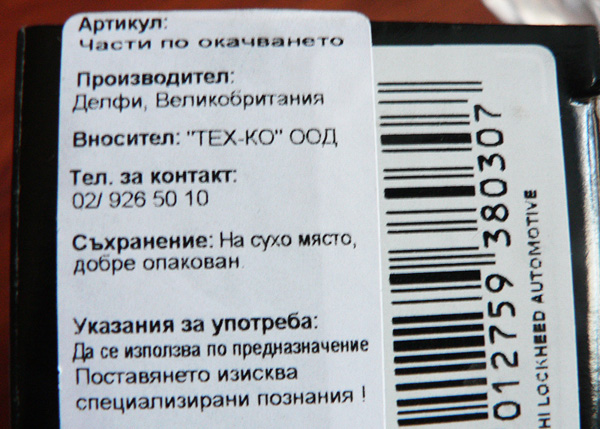 Артикул:
Части по окачването
Производител:
Делфи, Великобритания
Вносител: "ТЕХ-КО" ООД
Тел. за контакт:
02/ 926 50 10
Съхранение: На сухо място,
добре опакован
Указания за употреба:
Да се използва по предназначение
Поставянето изисква
специализирани познания !
012759 380307
HI LOCKHEED AUTOMOTIVE